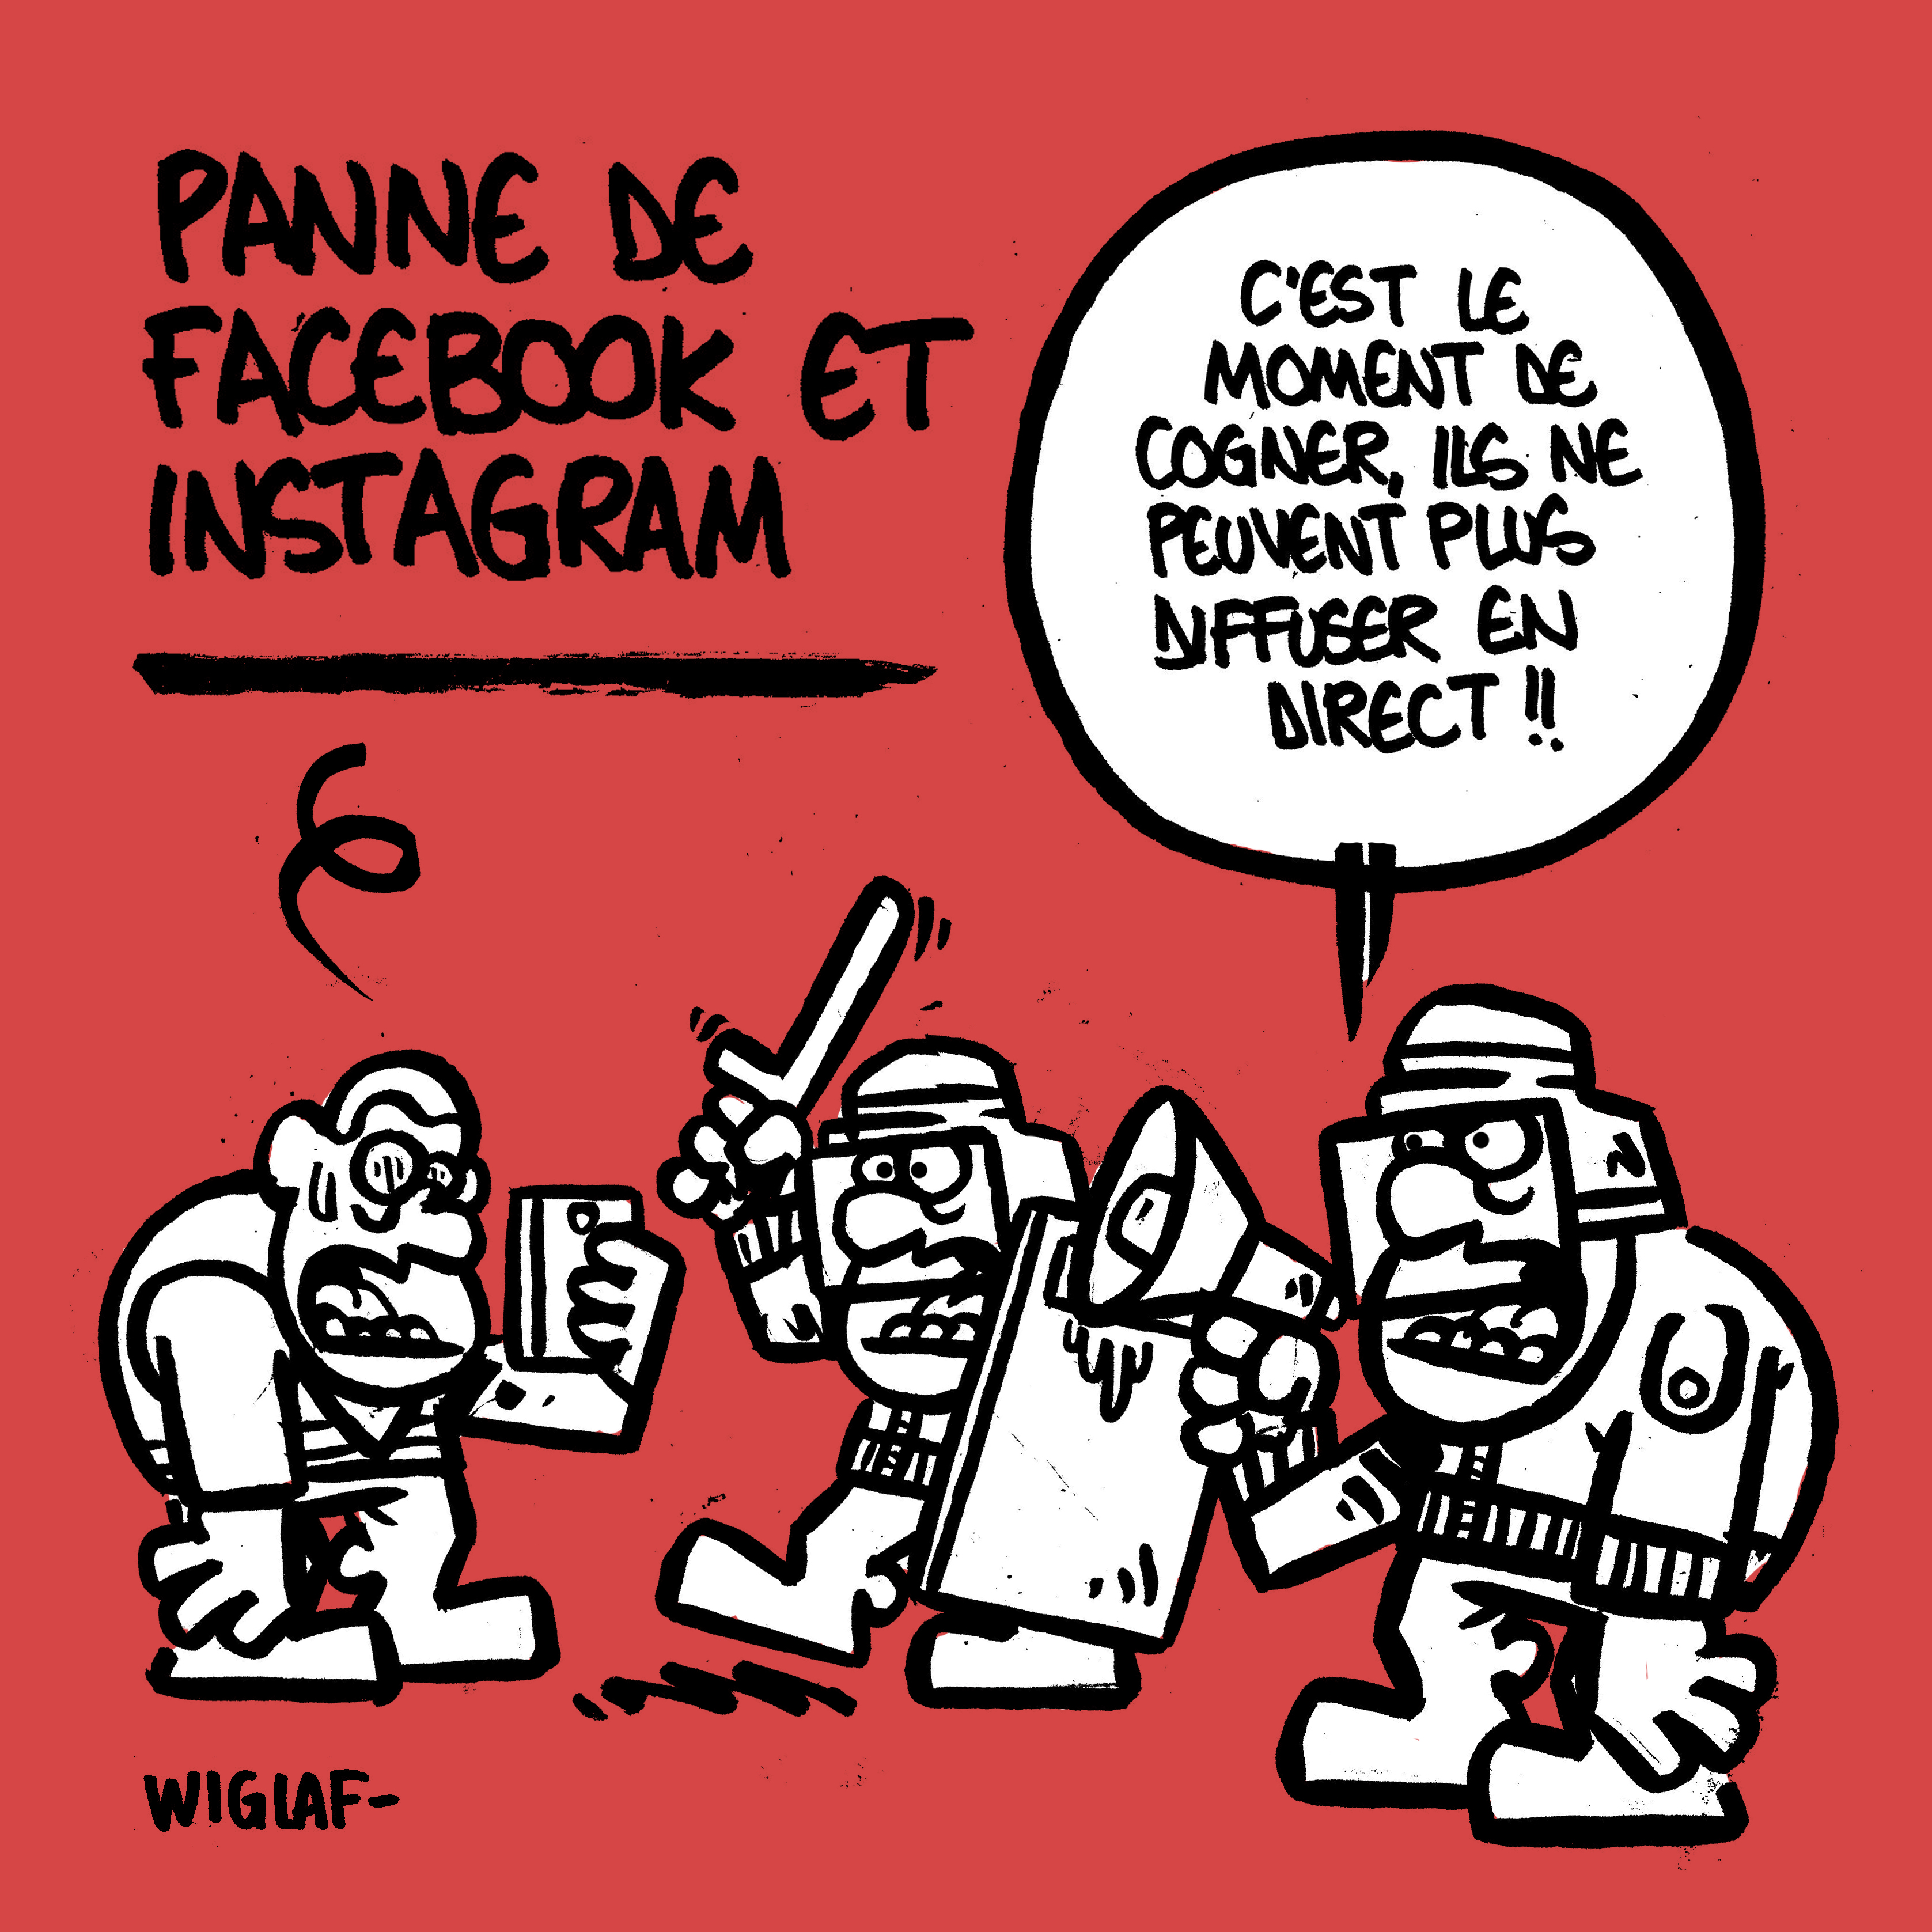 PANNE DE
FACEBOOK ET
INSTAGRAM
C'EST LE
MOMENT DE
COGNER, ILS NE
PEUVENT PLUS
DIFFUSER EN
DIRECT !!
WIGLAF-